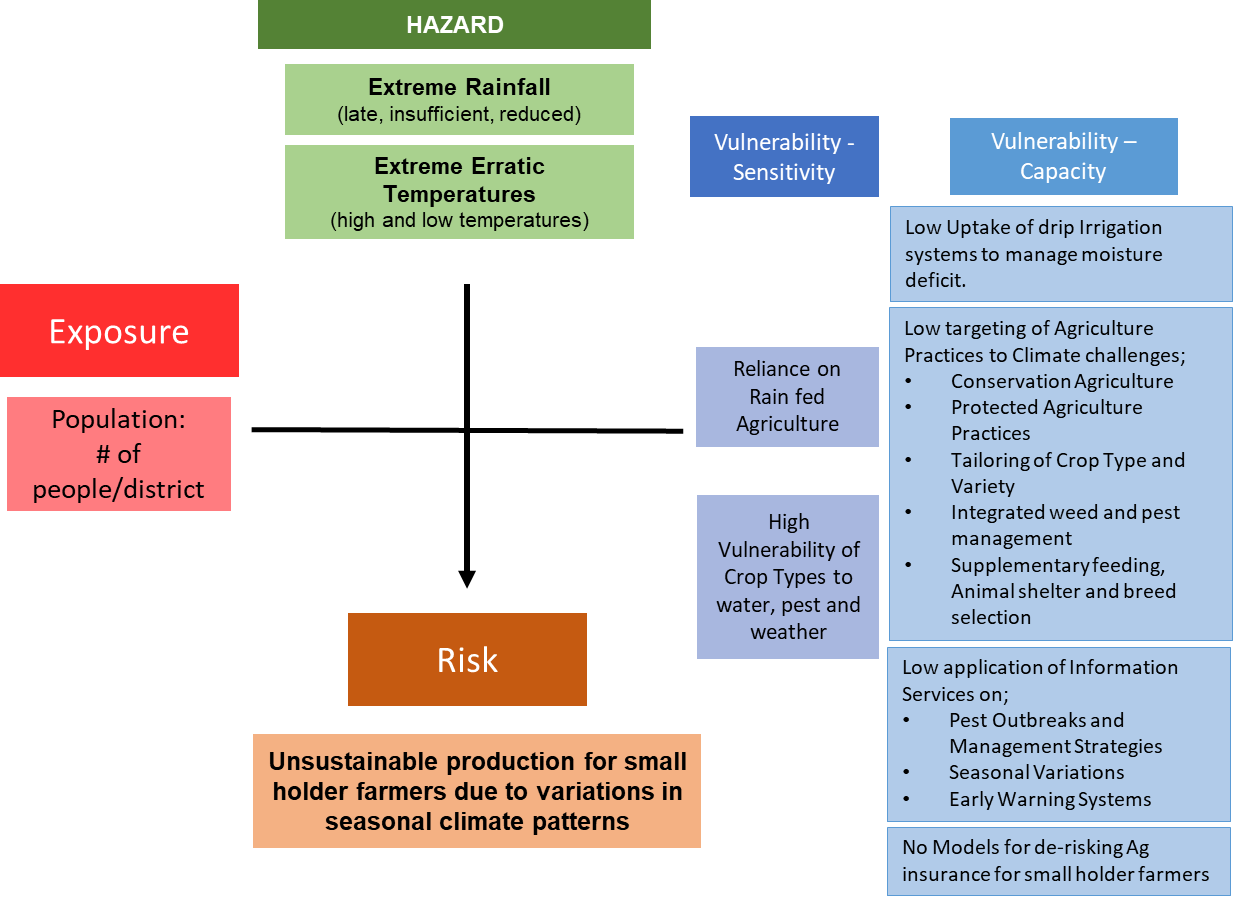 HAZARD
Extreme Rainfall
(late, insufficient, reduced)
Extreme Erratic
Temperatures
(high and low temperatures)
Exposure
Population:
# of
people/district
Risk
Unsustainable production for small
holder farmers due to variations in
seasonal climate patterns
Vulnerability -
Sensitivity
Reliance on
Rain fed
Agriculture
High
Vulnerability of
Crop Types to
water, pest and
weather
Vulnerability –
Capacity
Low Uptake of drip Irrigation
systems to manage moisture
deficit.
Low targeting of Agriculture
Practices to Climate challenges;
• Conservation Agriculture
• Protected Agriculture
Practices
• Tailoring of Crop Type and
Variety
• Integrated weed and pest
management
• Supplementary feeding,
Animal shelter and breed
selection
Low application of Information
Services on;
• Pest Outbreaks and
Management Strategies
• Seasonal Variations
• Early Warning Systems
No Models for de-risking Ag
insurance for small holder farmers